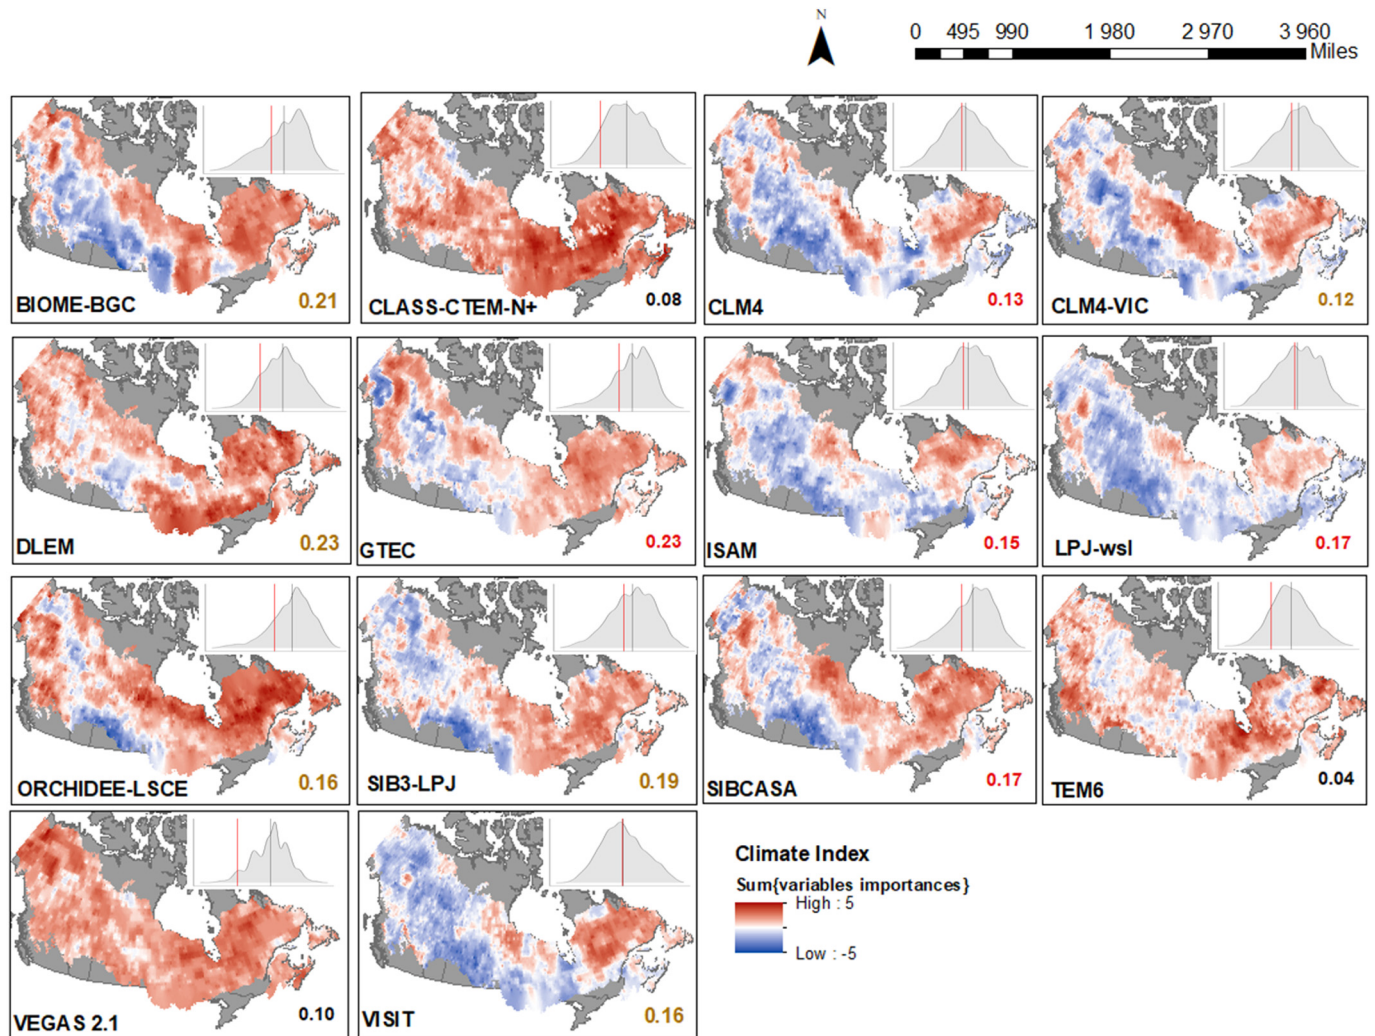 N
0 495 990 1 980 2 970 3 960
Miles
BIOME-BGC 0.21
CLASS-CTEM-N+ 0.08
CLM4 0.13
CLM4-VIC 0.12
DLEM 0.23
GTEC 0.23
ISAM 0.15
LPJ-wsl 0.17
ORCHIDEE-LSCE 0.16
SIB3-LPJ 0.19
SIBCASA 0.17
TEM6 0.04
VEGAS 2.1 0.10
VISIT 0.16
Climate Index
Sum{variables importances}
High : 5
Low : -5